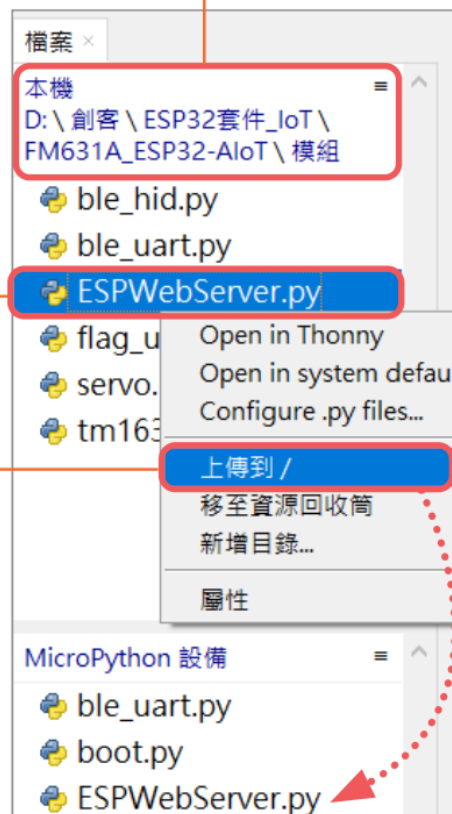 檔案 ×
本機 ≡
D: \ 創客 \ ESP32套件_IoT \
FM631A_ESP32-AIoT \ 模組
ble_hid.py
ble_uart.py
ESPWebServer.py
flag_u
servo.
tm163
Open in Thonny
Open in system defau
Configure .py files...
上傳到 /
移至資源回收筒
新增目錄...
屬性
MicroPython 設備 ≡
ble_uart.py
boot.py
ESPWebServer.py